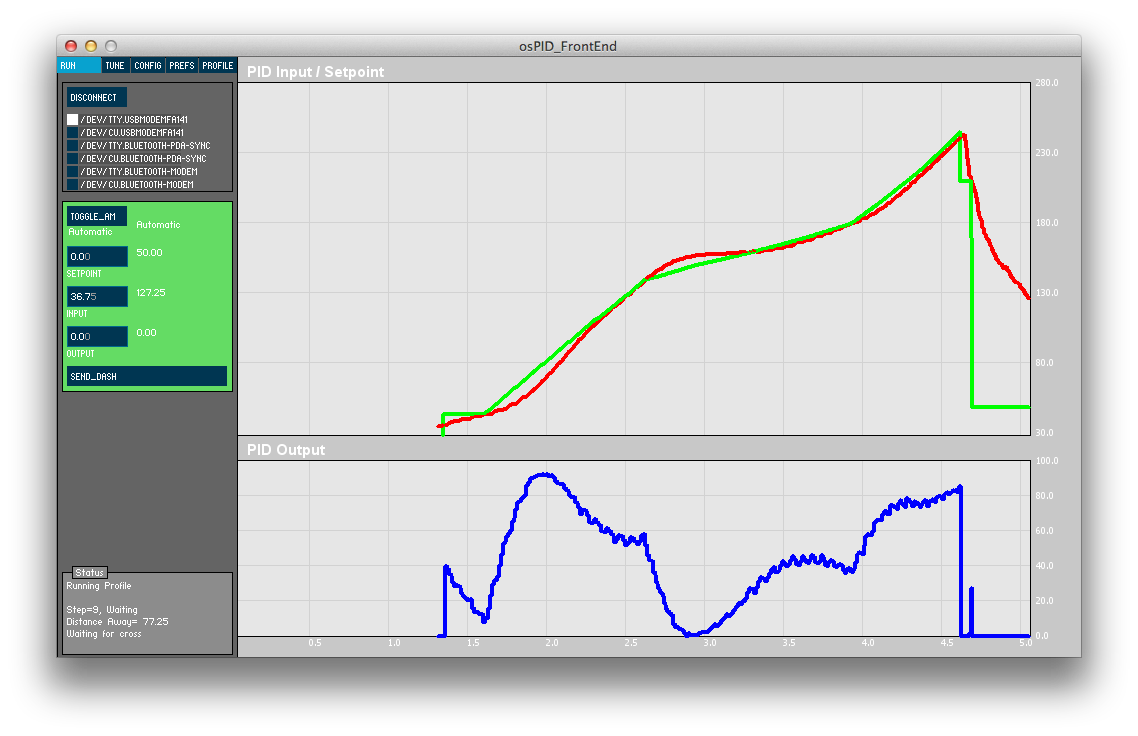 osPID_FrontEnd
RUN TUNE CONFIG PREFS PROFILE
DISCONNECT
/DEV/TTY.USBMODEMFA141
/DEV/CU.USBMODEMFA141
/DEV/TTY.BLUETOOTH-PDA-SYNC
/DEV/CU.BLUETOOTH-PDA-SYNC
/DEV/TTY.BLUETOOTH-MODEM
/DEV/CU.BLUETOOTH-MODEM
TOGGLE_AM
Automatic
Automatic
0.00
50.00
SETPOINT
36.75
127.25
INPUT
0.00
0.00
OUTPUT
SEND_DASH
Status
Running Profile
Step=9, Waiting
Distance Away= 77.25
Waiting for cross
PID Input / Setpoint
280.0
230.0
180.0
130.0
80.0
30.0
PID Output
100.0
80.0
60.0
40.0
20.0
0.0
0.5 1.0 1.5 2.0 2.5 3.0 3.5 4.0 4.5 5.0